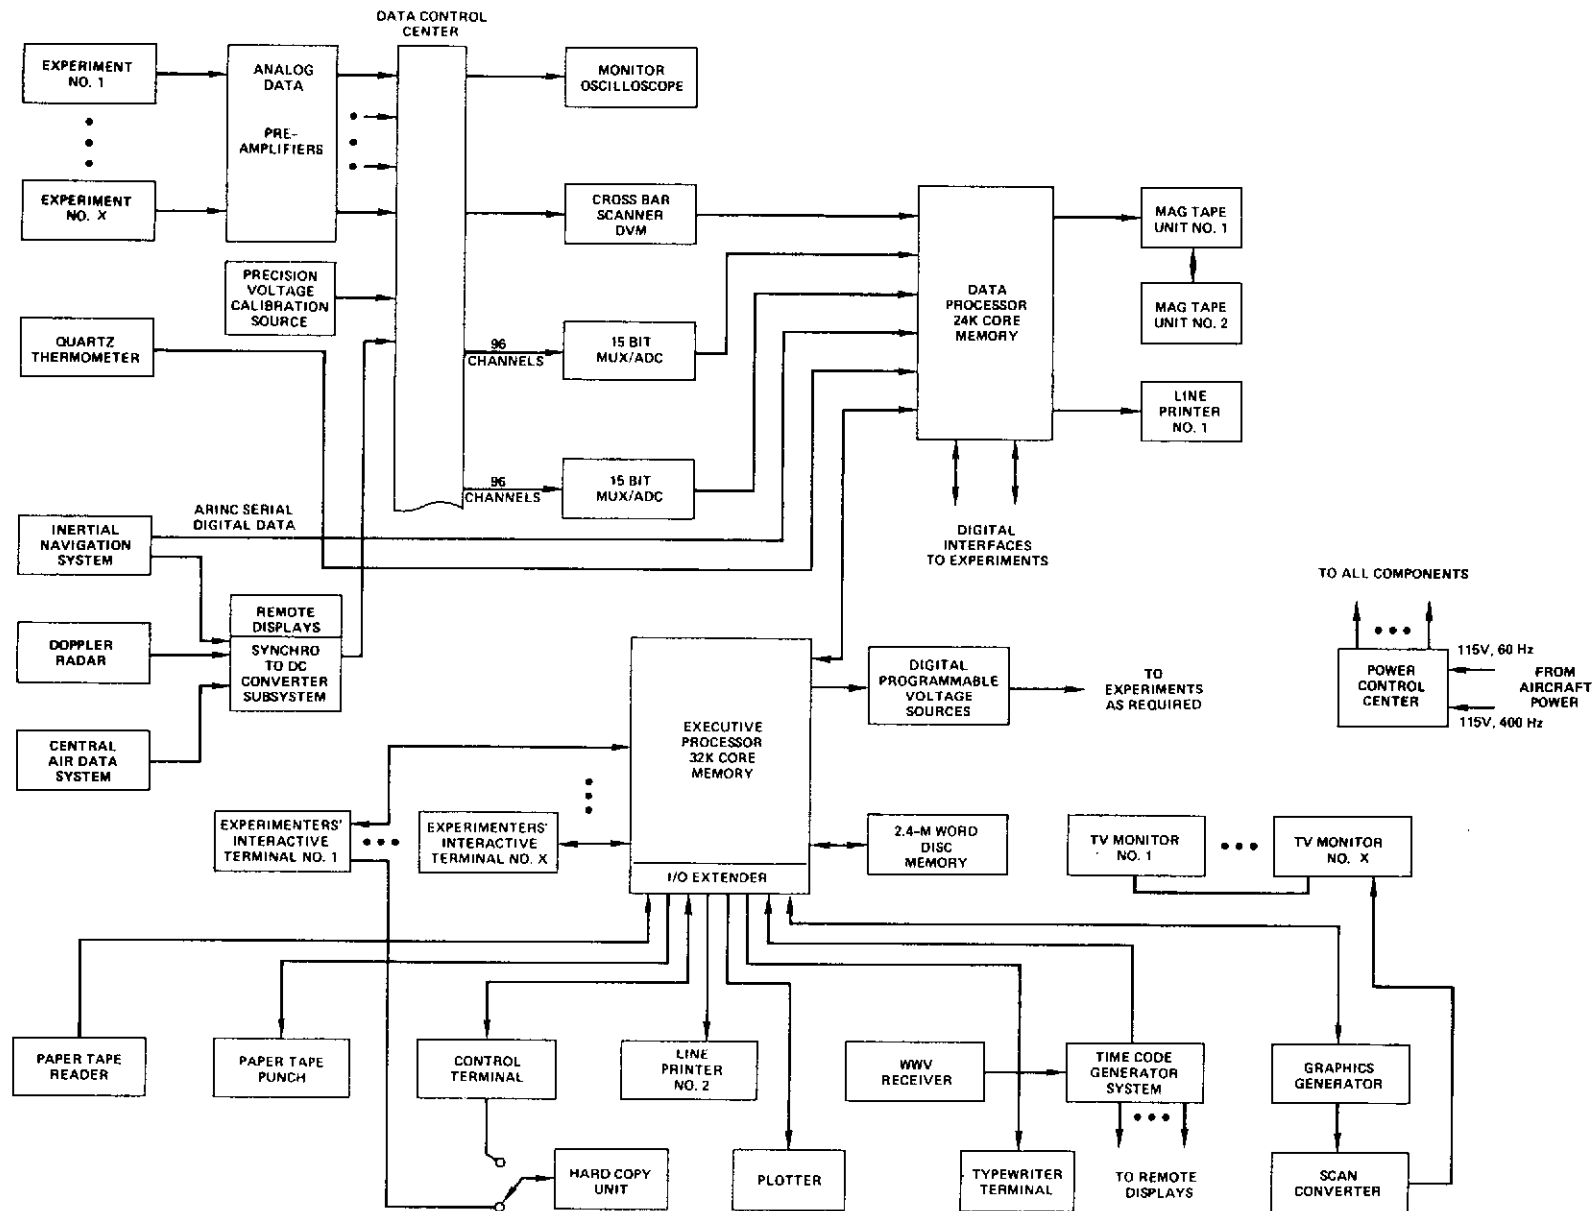 DATA CONTROL
CENTER
EXPERIMENT
NO. 1
ANALOG
DATA
PRE-
AMPLIFIERS
MONITOR
OSCILLOSCOPE
EXPERIMENT
NO. X
CROSS BAR
SCANNER
DVM
MAG TAPE
UNIT NO. 1
PRECISION
VOLTAGE
CALIBRATION
SOURCE
DATA
PROCESSOR
24K CORE
MEMORY
MAG TAPE
UNIT NO. 2
QUARTZ
THERMOMETER
96
CHANNELS
15 BIT
MUX/ADC
LINE
PRINTER
NO. 1
96
CHANNELS
15 BIT
MUX/ADC
ARINC SERIAL
DIGITAL DATA
INERTIAL
NAVIGATION
SYSTEM
DIGITAL
INTERFACES
TO EXPERIMENTS
TO ALL COMPONENTS
REMOTE
DISPLAYS
DOPPLER
RADAR
SYNCHRO
TO DC
CONVERTER
SUBSYSTEM
DIGITAL
PROGRAMMABLE
VOLTAGE
SOURCES
TO
EXPERIMENTS
AS REQUIRED
POWER
CONTROL
CENTER
115V, 60 Hz
FROM
AIRCRAFT
POWER
115V, 400 Hz
CENTRAL
AIR DATA
SYSTEM
EXECUTIVE
PROCESSOR
32K CORE
MEMORY
EXPERIMENTERS'
INTERACTIVE
TERMINAL NO. 1
EXPERIMENTERS'
INTERACTIVE
TERMINAL NO. X
2.4-M WORD
DISC
MEMORY
TV MONITOR
NO. 1
TV MONITOR
NO. X
I/O EXTENDER
PAPER TAPE
READER
PAPER TAPE
PUNCH
CONTROL
TERMINAL
LINE
PRINTER
NO. 2
WWV
RECEIVER
TIME CODE
GENERATOR
SYSTEM
GRAPHICS
GENERATOR
HARD COPY
UNIT
PLOTTER
TYPEWRITER
TERMINAL
TO REMOTE
DISPLAYS
SCAN
CONVERTER